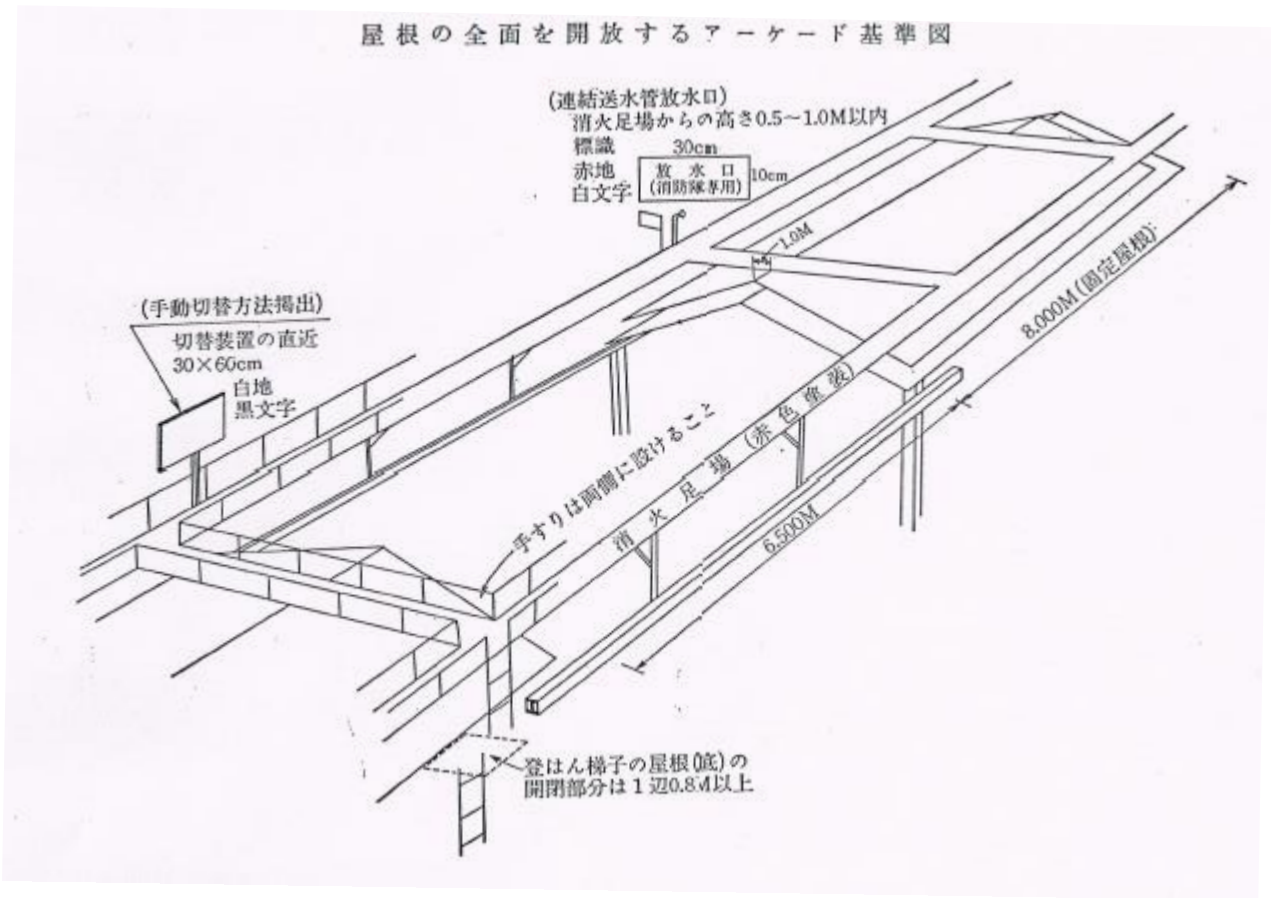 屋根の全面を開放するアーケード基準図
(連結送水管放水口)
消火足場からの高さ0.5～1.0M以内
標識 30cm
赤地
白文字
放水口
(消防隊専用)
10cm
1.0M
(手動切替方法掲出)
切替装置の直近
30×60cm
白地
黒文字
8.000M(固定屋根)
手すりは両側に設けること
消火足場(赤色塗装)
6.500M
登はん梯子の屋根(底)の
開閉部分は1辺0.8M以上